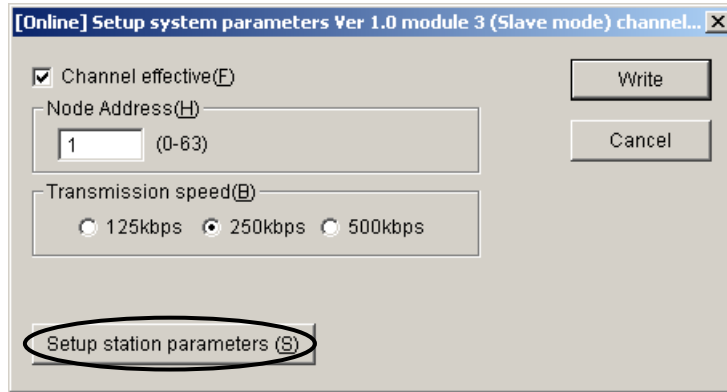 [Online] Setup system parameters Ver 1.0 module 3 (Slave mode) channel...
Channel effective(F)
Write
Node Address(H)
1 (0-63)
Cancel
Transmission speed(B)
125kbps 250kbps 500kbps
Setup station parameters (S)